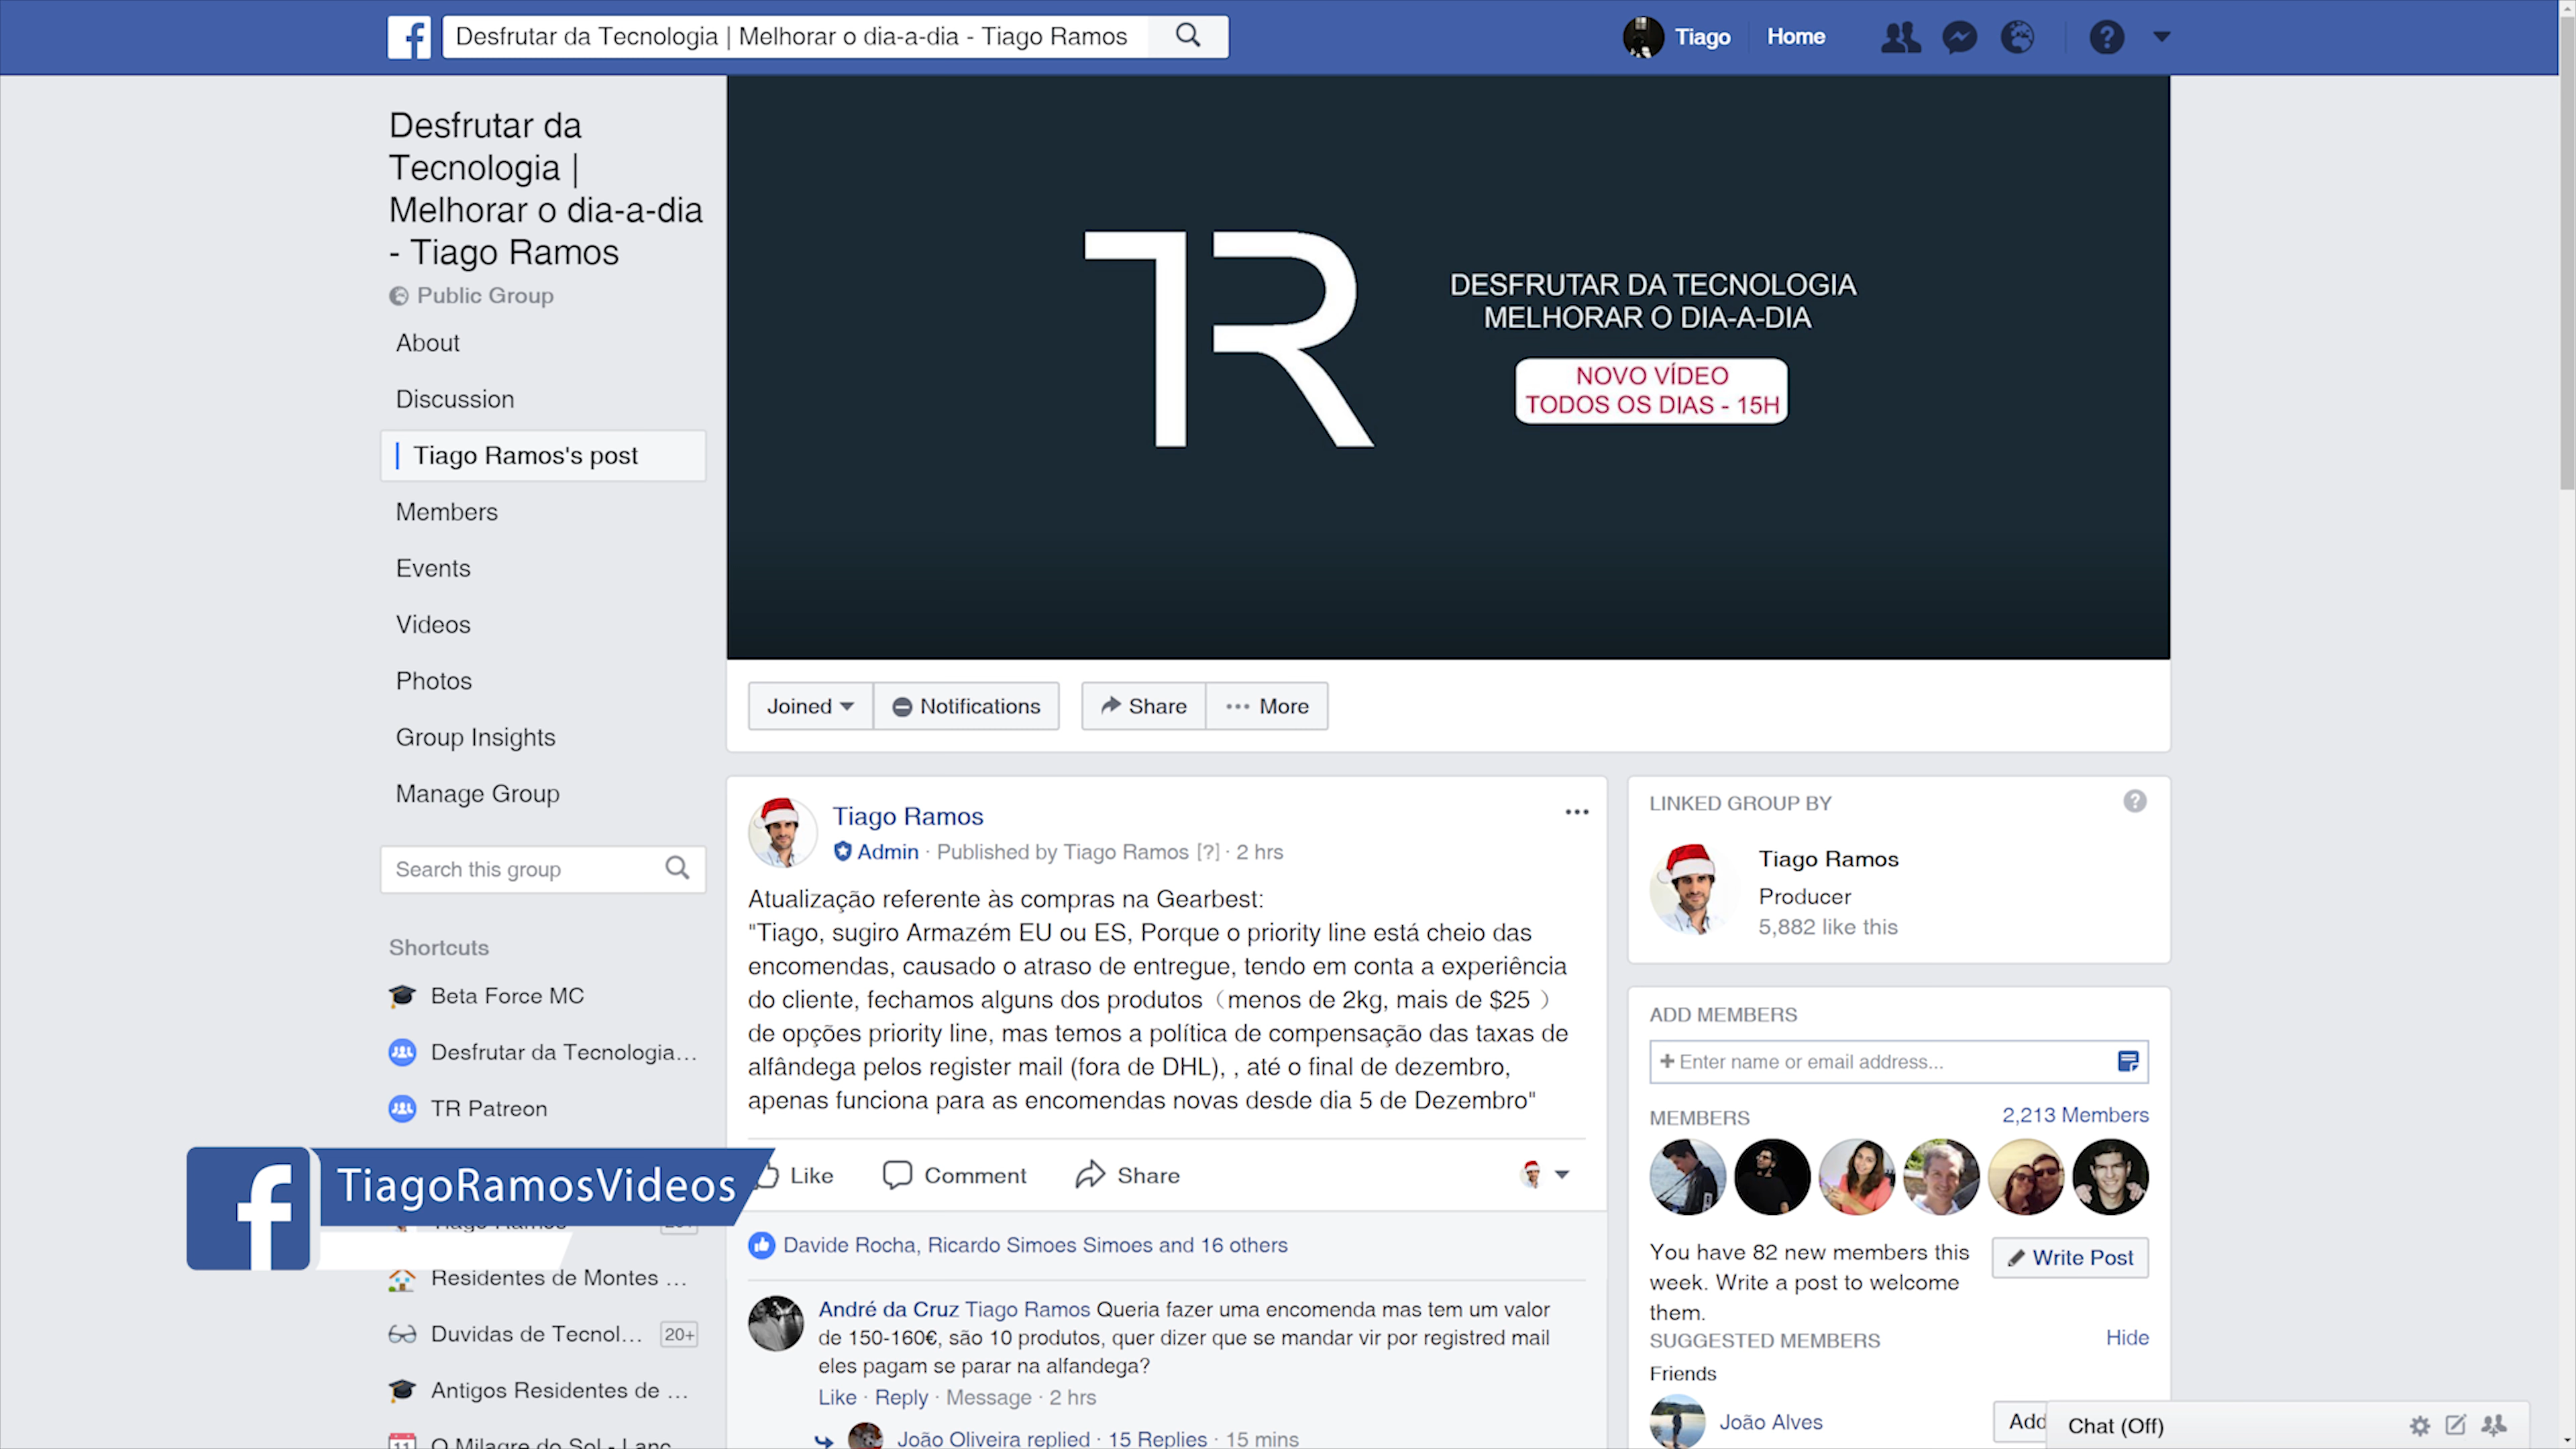 Desfrutar da Tecnologia | Melhorar o dia-a-dia - Tiago Ramos
Tiago
Home
Desfrutar da
Tecnologia |
Melhorar o dia-a-dia
- Tiago Ramos
Public Group
About
Discussion
Tiago Ramos's post
Members
Events
Videos
Photos
Group Insights
Manage Group
Search this group
Shortcuts
Beta Force MC
Desfrutar da Tecnologia...
TR Patreon
TiagoRamosVideos
Residentes de Montes ...
Duvidas de Tecnol... 20+
Antigos Residentes de ...
TR
DESFRUTAR DA TECNOLOGIA
MELHORAR O DIA-A-DIA
NOVO VÍDEO
TODOS OS DIAS - 15H
Joined
Notifications
Share
More
Tiago Ramos
Admin · Published by Tiago Ramos [?] · 2 hrs
Atualização referente às compras na Gearbest:
"Tiago, sugiro Armazém EU ou ES, Porque o priority line está cheio das
encomendas, causado o atraso de entregue, tendo em conta a experiência
do cliente, fechamos alguns dos produtos（menos de 2kg, mais de $25 ）
de opções priority line, mas temos a política de compensação das taxas de
alfândega pelos register mail (fora de DHL), , até o final de dezembro,
apenas funciona para as encomendas novas desde dia 5 de Dezembro"
Like
Comment
Share
Davide Rocha, Ricardo Simoes Simoes and 16 others
André da Cruz Tiago Ramos Queria fazer uma encomenda mas tem um valor
de 150-160€, são 10 produtos, quer dizer que se mandar vir por registred mail
eles pagam se parar na alfandega?
Like · Reply · Message · 2 hrs
João Oliveira replied · 15 Replies · 15 mins
LINKED GROUP BY
Tiago Ramos
Producer
5,882 like this
ADD MEMBERS
+ Enter name or email address...
MEMBERS
2,213 Members
You have 82 new members this
week. Write a post to welcome
them.
Write Post
SUGGESTED MEMBERS
Hide
Friends
João Alves
Add
Chat (Off)